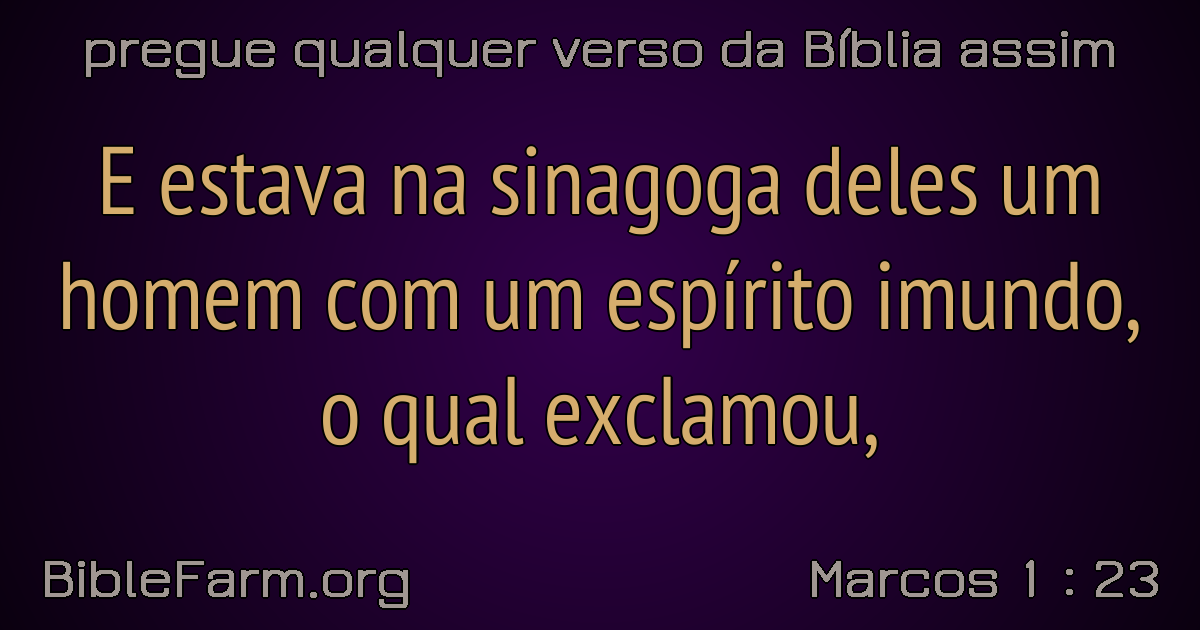 pregue qualquer verso da Bíblia assim
E estava na sinagoga deles um
homem com um espírito imundo,
o qual exclamou,
BibleFarm.org
Marcos 1 : 23